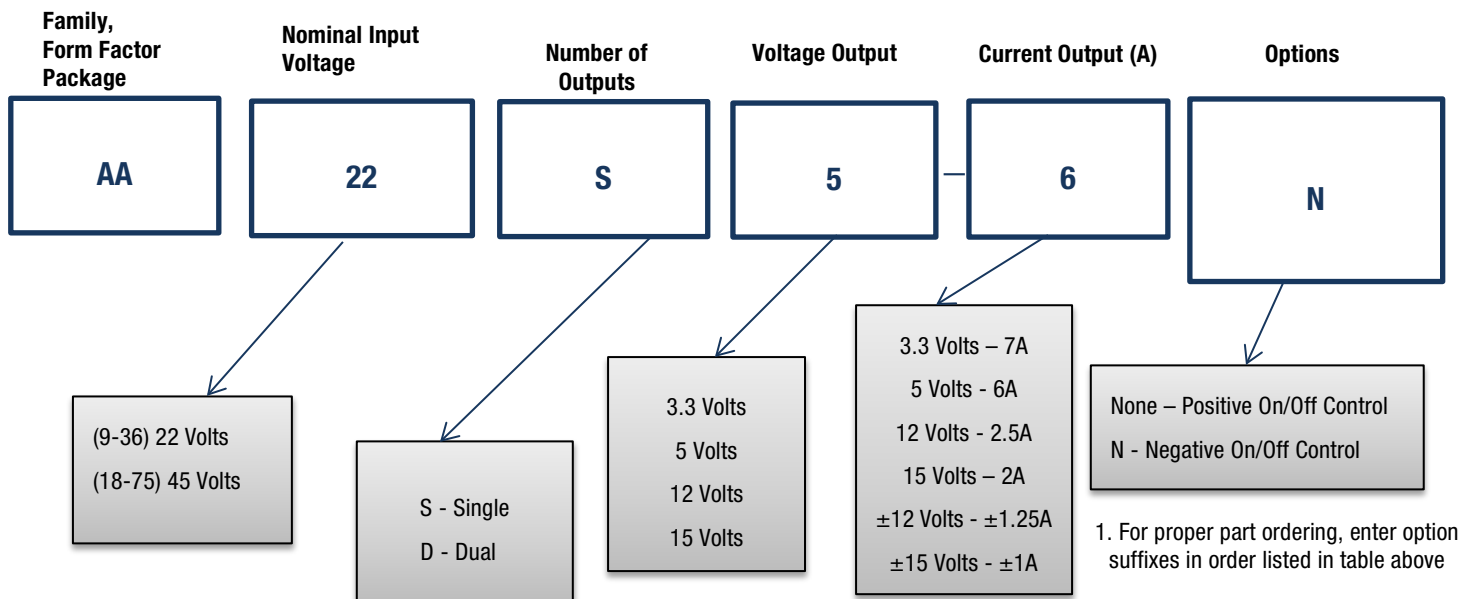 Family,
Form Factor
Package
Nominal Input
Voltage
Number of
Outputs
Voltage Output
Current Output (A)
Options
AA
22
S
5
–
6
N
(9-36) 22 Volts
(18-75) 45 Volts
S - Single
D - Dual
3.3 Volts
5 Volts
12 Volts
15 Volts
3.3 Volts – 7A
5 Volts - 6A
12 Volts - 2.5A
15 Volts – 2A
±12 Volts - ±1.25A
±15 Volts - ±1A
None – Positive On/Off Control
N - Negative On/Off Control
1. For proper part ordering, enter option
suffixes in order listed in table above